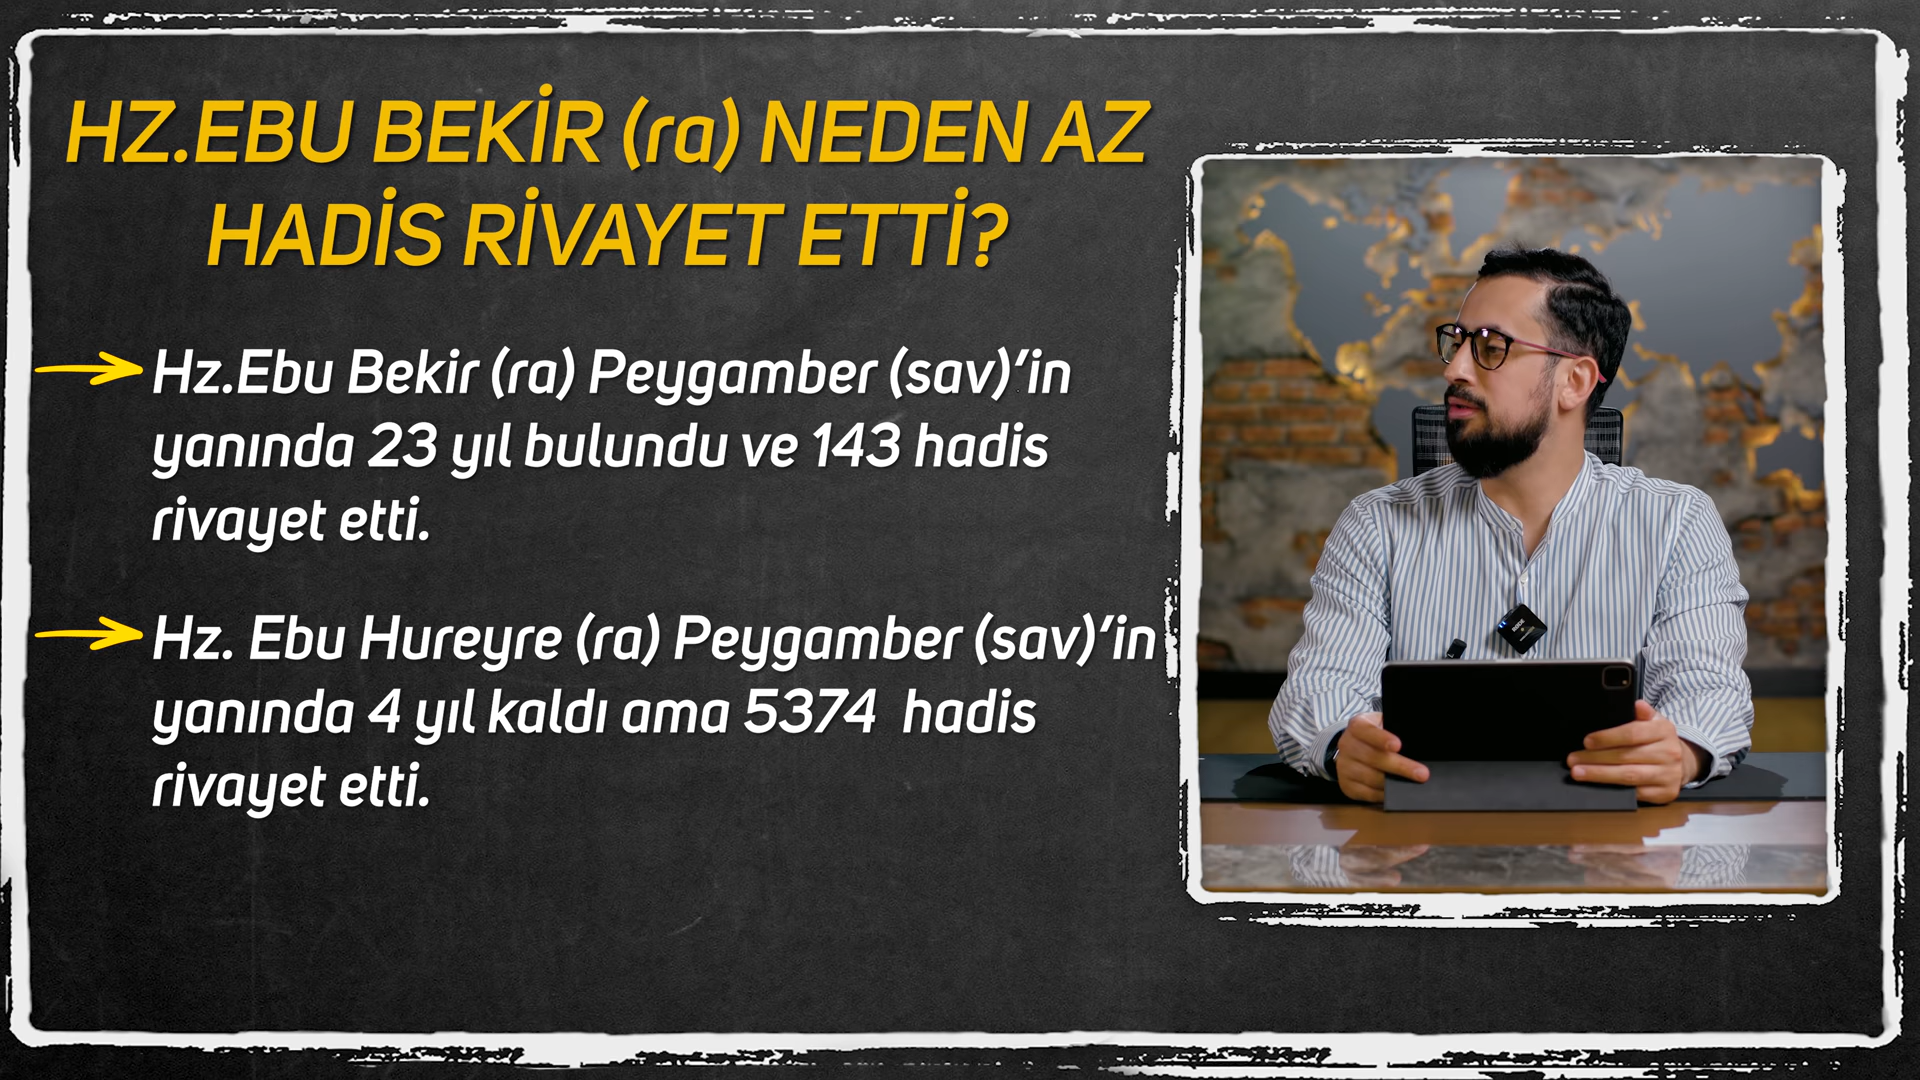 HZ.EBU BEKİR (ra) NEDEN AZ
HADİS RİVAYET ETTİ?
Hz.Ebu Bekir (ra) Peygamber (sav)’in
yanında 23 yıl bulundu ve 143 hadis
rivayet etti.
Hz. Ebu Hureyre (ra) Peygamber (sav)’in
yanında 4 yıl kaldı ama 5374 hadis
rivayet etti.